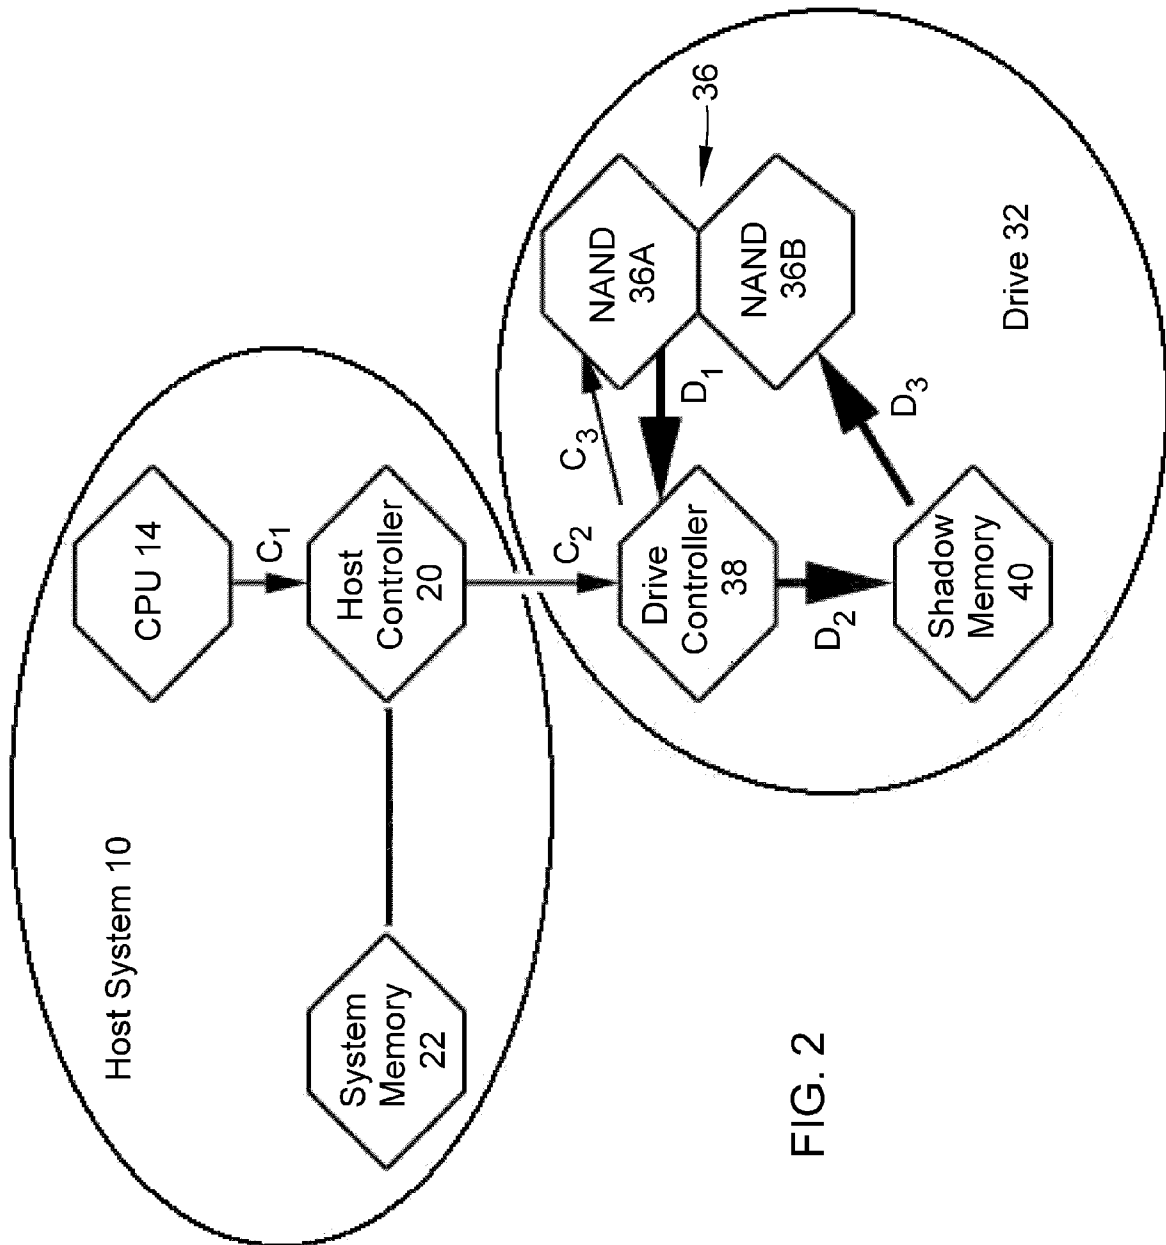 Host System 10
CPU 14
C1
System
Memory
22
Host
Controller
20
C2
Drive
Controller
38
C3
D1
NAND
36A
36
NAND
36B
D2
D3
Shadow
Memory
40
Drive 32
FIG. 2